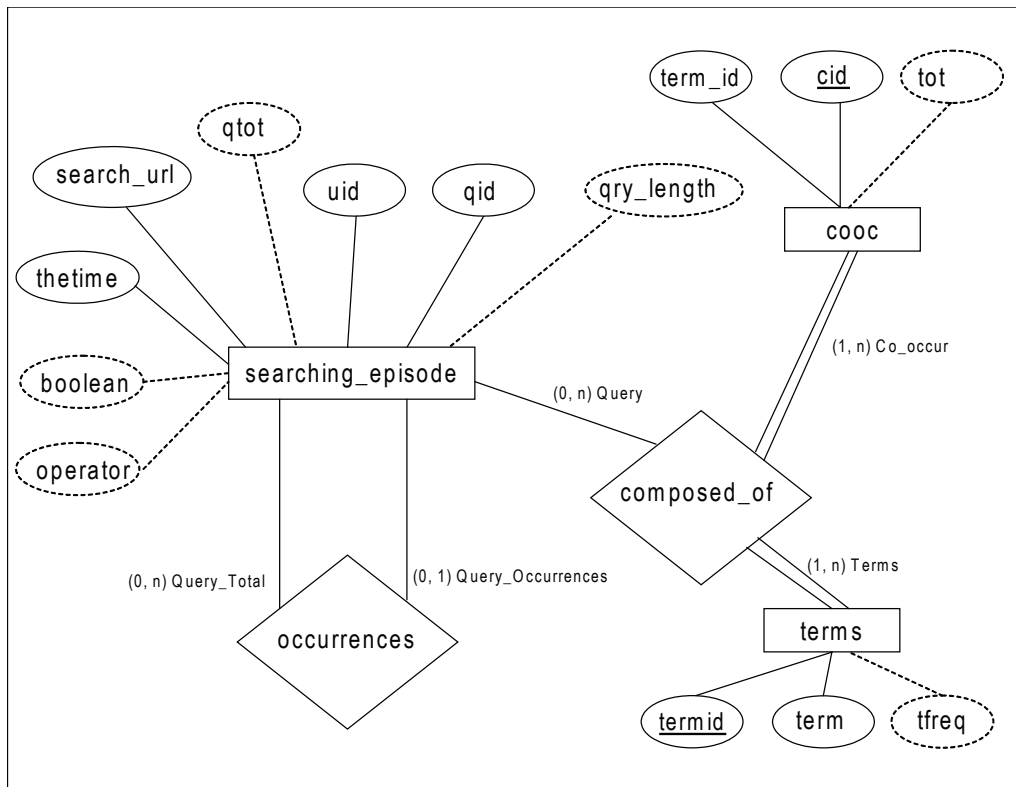 term_id
cid
tot
qtot
search_url
uid
qid
qry_length
cooc
thetime
(1, n) Co_occur
boolean
searching_episode
(0, n) Query
operator
composed_of
(0, n) Query_Total
(0, 1) Query_Occurrences
(1, n) Terms
occurrences
terms
termid
term
tfreq